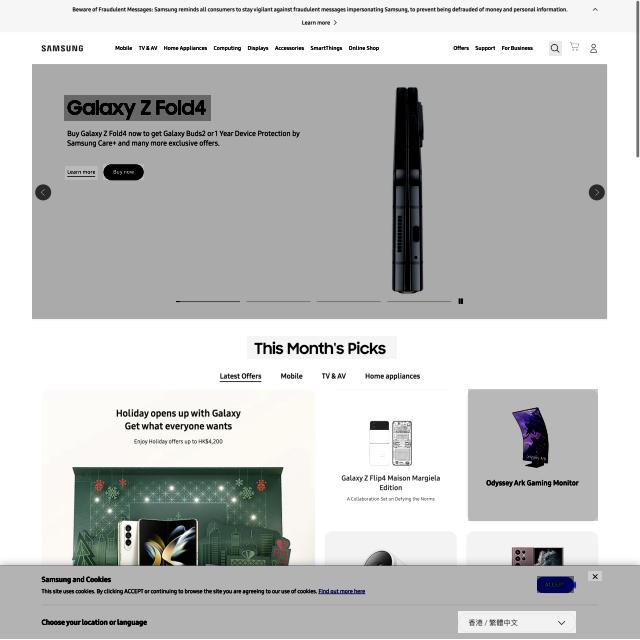 Beware of Fraudulent Messages: Samsung reminds all consumers to stay vigilant against fraudulent messages impersonating Samsung, to prevent being defrauded of money and personal information.
Learn more
SAMSUNG Mobile TV & AV Home Appliances Computing Displays Accessories SmartThings Online Shop Offers Support For Business
Galaxy Z Fold4
Buy Galaxy Z Fold4 now to get Galaxy Buds2 or 1 Year Device Protection by
Samsung Care+ and many more exclusive offers.
Learn more Buy now
This Month's Picks
Latest Offers Mobile TV & AV Home appliances
Holiday opens up with Galaxy
Get what everyone wants
Enjoy Holiday offers up to HK$4,200
Galaxy Z Flip4 Maison Margiela
Edition
A Collaboration Set on Defying the Norms
Odyssey Ark Gaming Monitor
Samsung and Cookies
This site uses cookies. By clicking ACCEPT or continuing to browse the site you are agreeing to our use of cookies. Find out more here
ACCEPT
Choose your location or language
香港 / 繁體中文